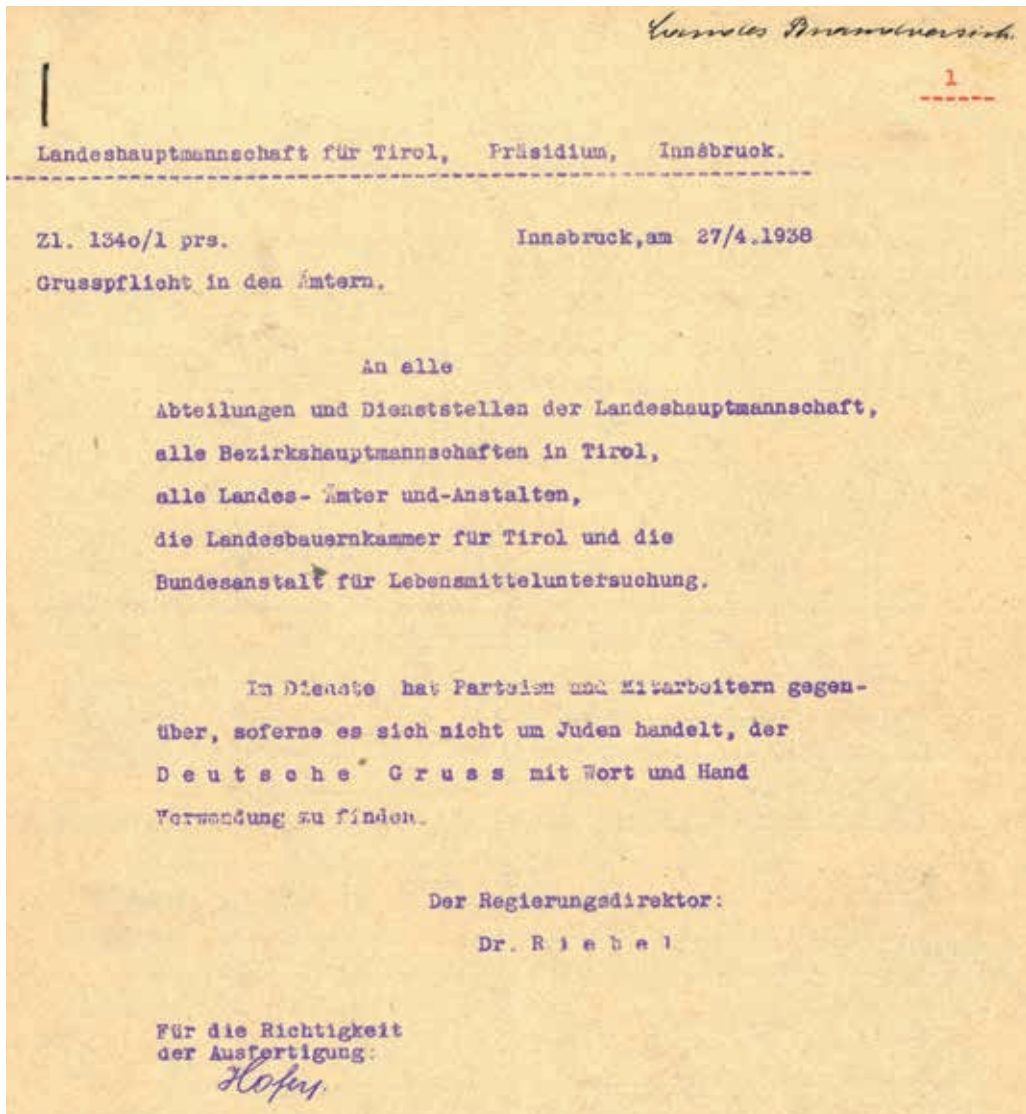 Landes Brandversich.
1
Landeshauptmannschaft für Tirol, Präsidium, Innsbruck.
Zl. 134o/1 prs. Innsbruck,am 27/4.1938
Grusspflicht in den Ämtern.
An alle
Abteilungen und Dienststellen der Landeshauptmannschaft,
alle Bezirkshauptmannschaften in Tirol,
alle Landes- Ämter und-Anstalten,
die Landesbauernkammer für Tirol und die
Bundesanstalt für Lebensmitteluntersuchung.
Im Dienste hat Parteien und Mitarbeitern gegen-
über, soferne es sich nicht um Juden handelt, der
D e u t s c h e G r u s s mit Wort und Hand
Verwendung zu finden.
Der Regierungsdirektor:
Dr. R i e b e l
Für die Richtigkeit
der Ausfertigung: